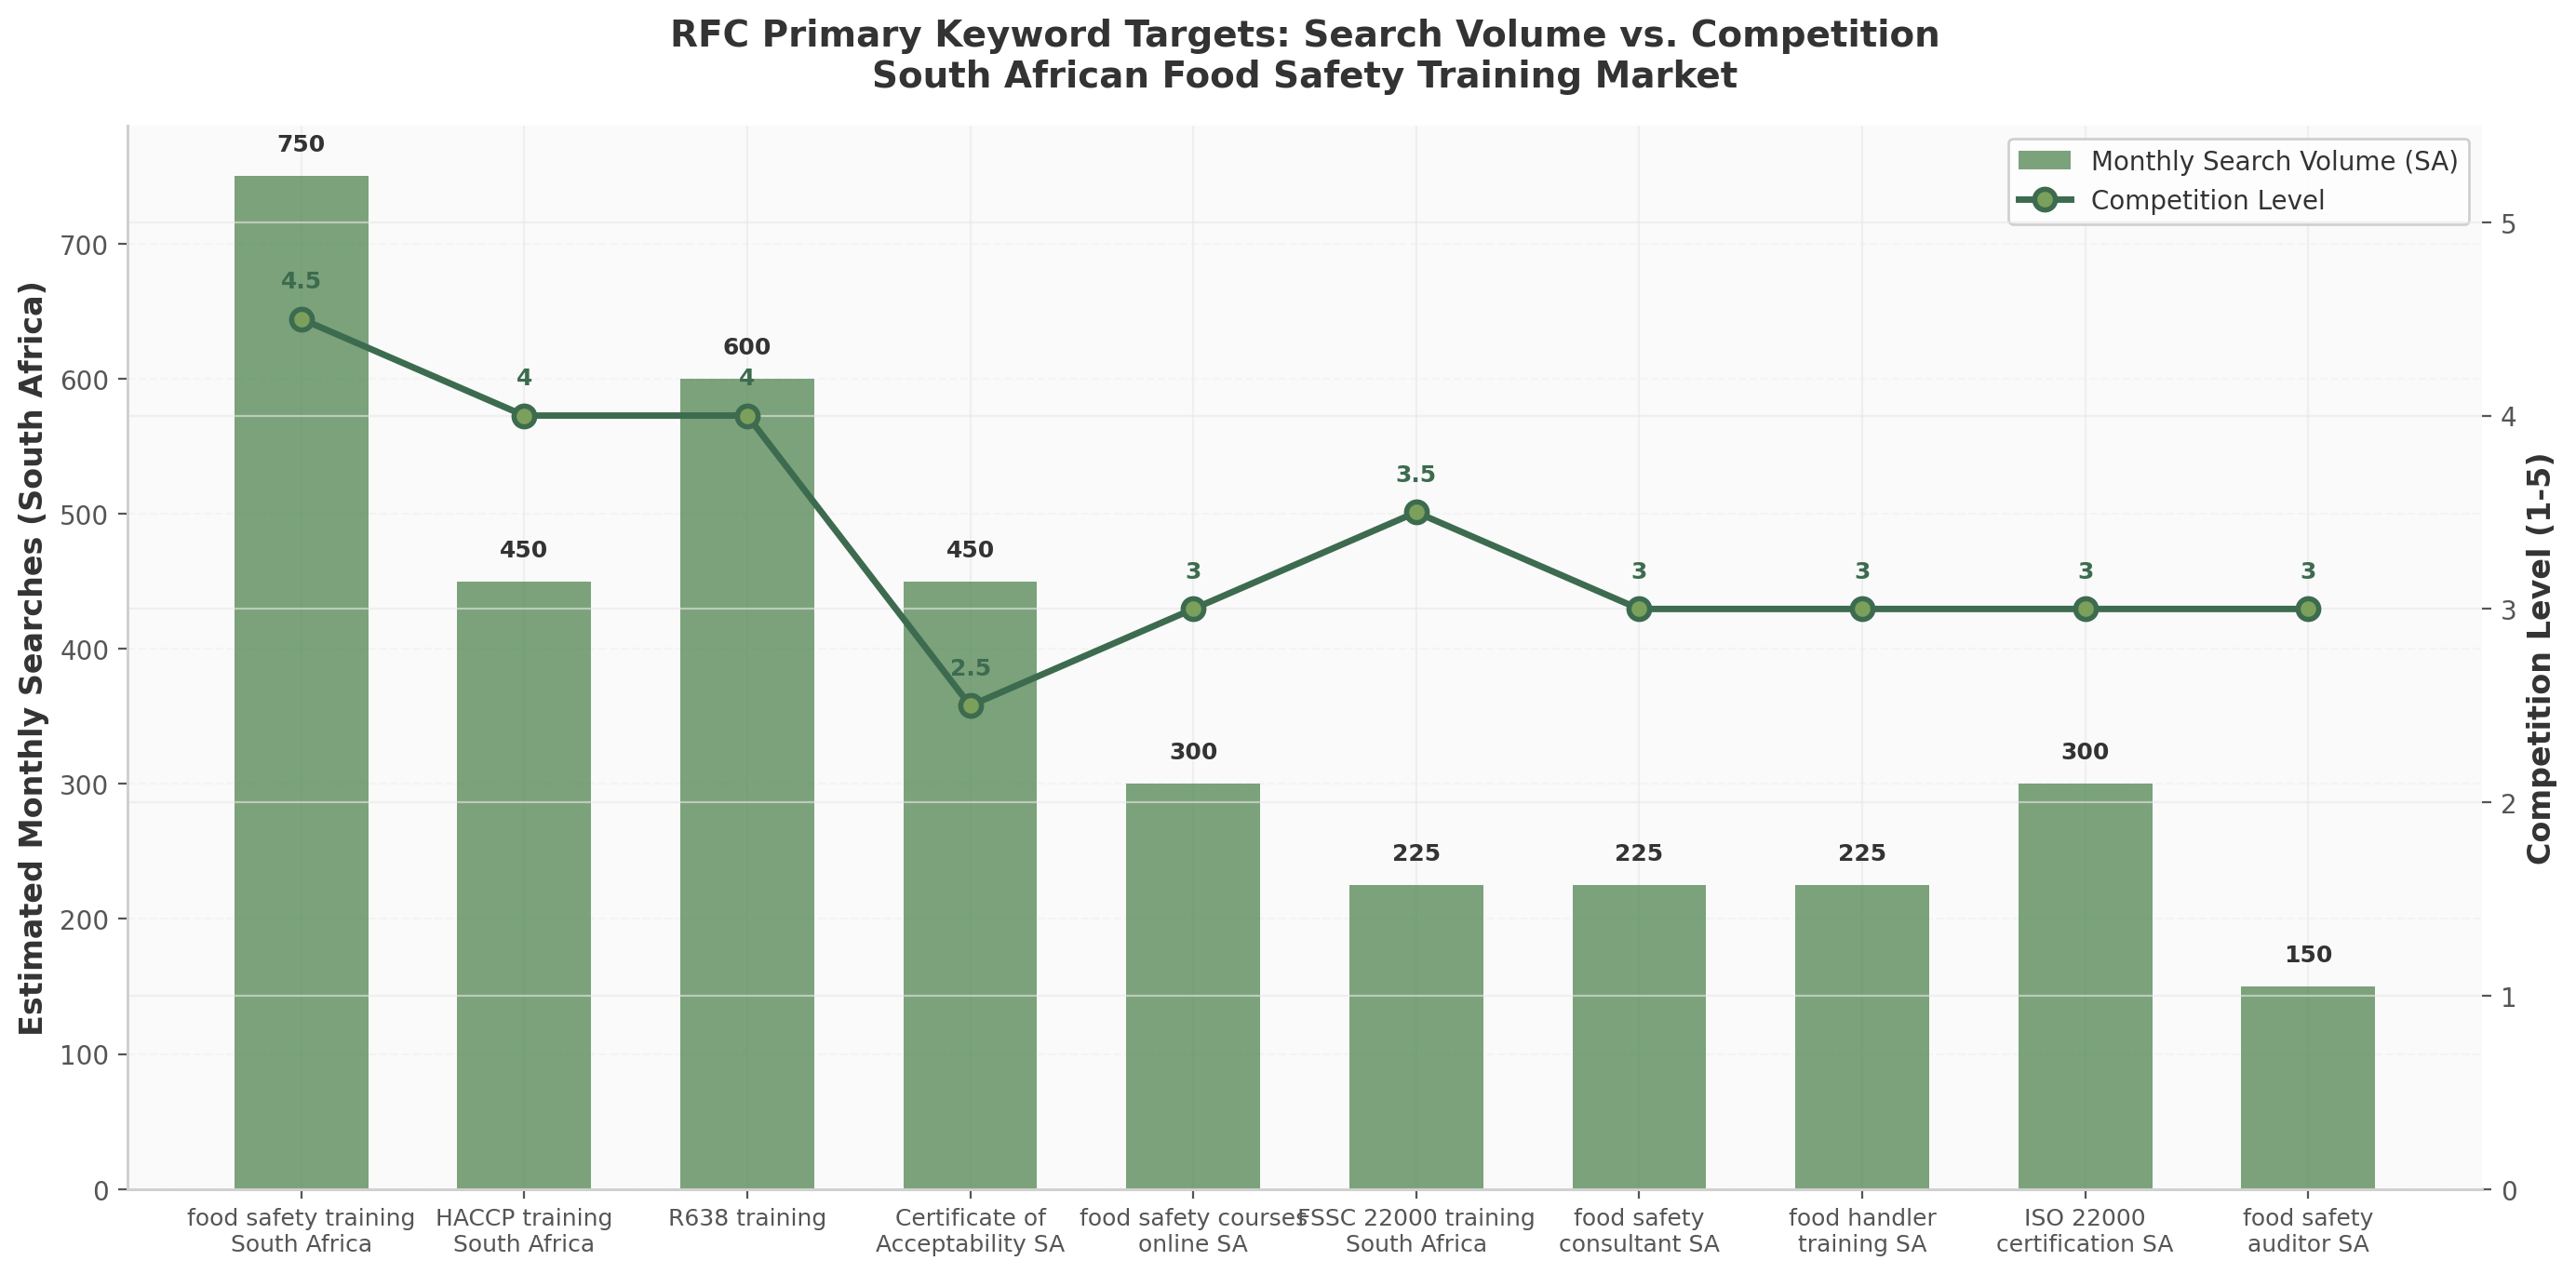 RFC Primary Keyword Targets: Search Volume vs. Competition
South African Food Safety Training Market
Monthly Search Volume (SA)
Competition Level
Estimated Monthly Searches (South Africa)
700
600
500
400
300
200
100
0
750
450
600
450
300
225
225
225
300
150
4.5
4
4
2.5
3
3.5
3
3
3
3
5
4
3
2
1
0
Competition Level (1-5)
food safety training
South Africa
HACCP training
South Africa
R638 training
Certificate of
Acceptability SA
food safety courses
online SA
FSSC 22000 training
South Africa
food safety
consultant SA
food handler
training SA
ISO 22000
certification SA
food safety
auditor SA